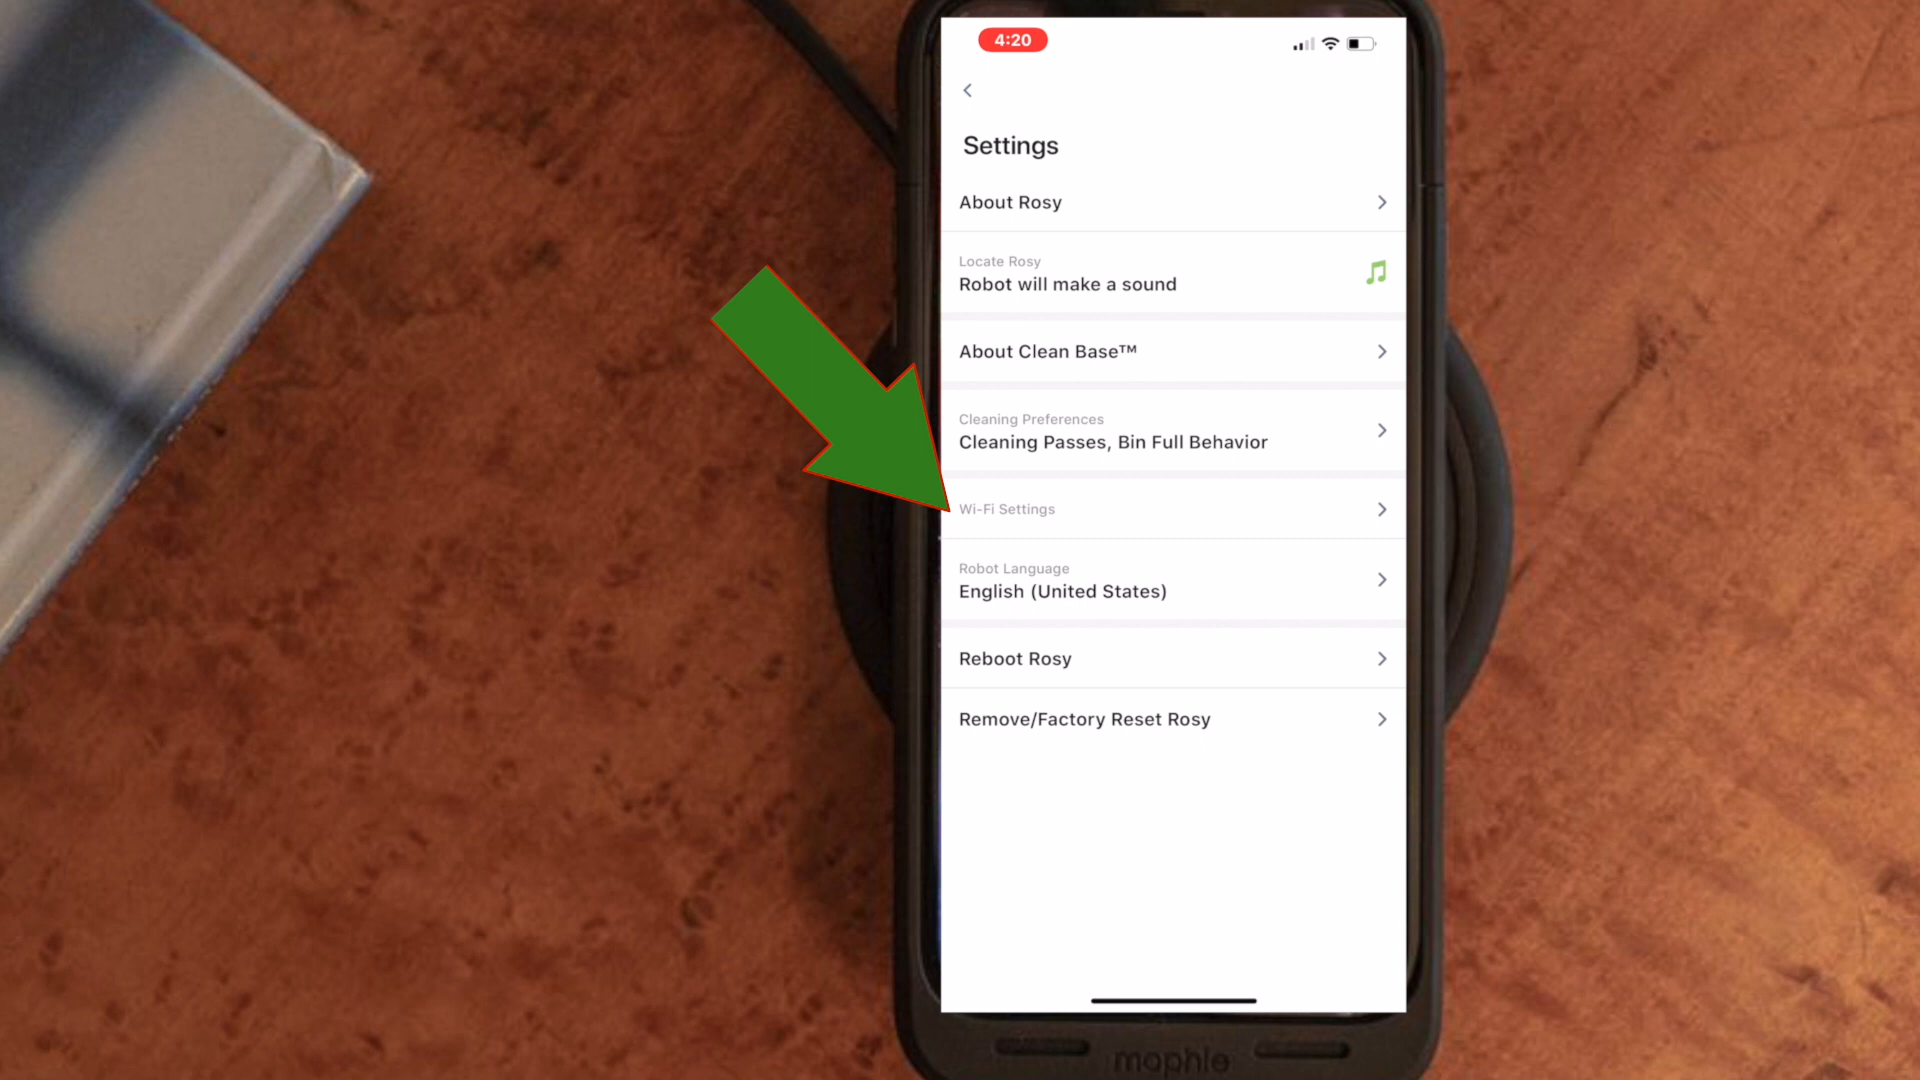 4:20
Settings
About Rosy
Locate Rosy
Robot will make a sound
About Clean Base™
Cleaning Preferences
Cleaning Passes, Bin Full Behavior
Wi-Fi Settings
Robot Language
English (United States)
Reboot Rosy
Remove/Factory Reset Rosy
mophie